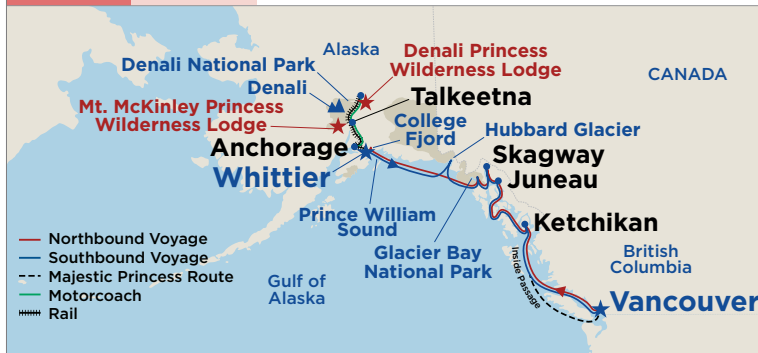 Alaska
Denali Princess
Wilderness Lodge
Denali National Park
Denali
CANADA
Mt. McKinley Princess
Wilderness Lodge
Talkeetna
College
Fjord
Hubbard Glacier
Anchorage
Whittier
Skagway
Juneau
Prince William
Sound
Glacier Bay
National Park
Ketchikan
Northbound Voyage
Southbound Voyage
Majestic Princess Route
Motorcoach
Rail
Gulf of
Alaska
Inside Passage
British
Columbia
Vancouver